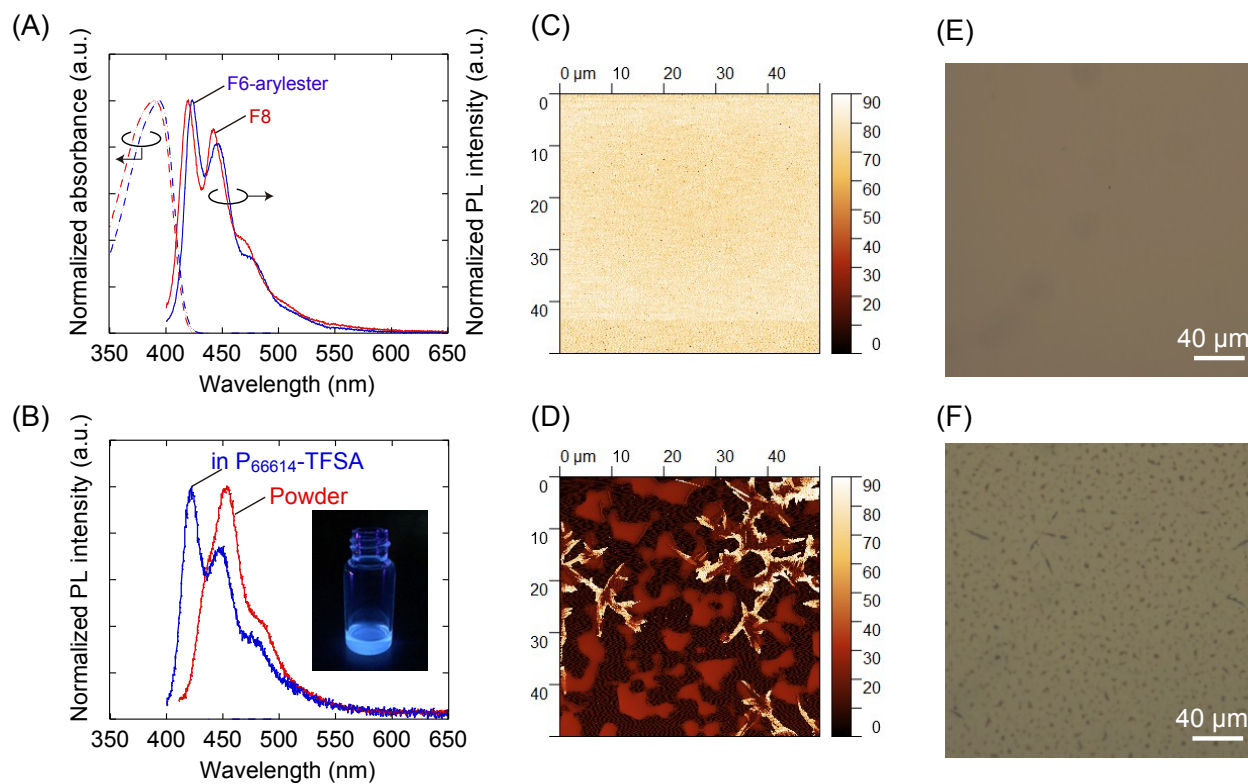 (A)
Normalized absorbance (a.u.)
F6-arylester
F8
Normalized PL intensity (a.u.)
350 400 450 500 550 600 650
Wavelength (nm)
(B)
Normalized PL intensity (a.u.)
in P66614-TFSA
Powder
350 400 450 500 550 600 650
Wavelength (nm)
(C)
0 μm 10 20 30 40
0
10
20
30
40
90
80
70
60
50
40
30
20
0
(D)
0 μm 10 20 30 40
0
10
20
30
40
90
80
70
60
50
40
30
20
10
0
(E)
40 μm
(F)
40 μm